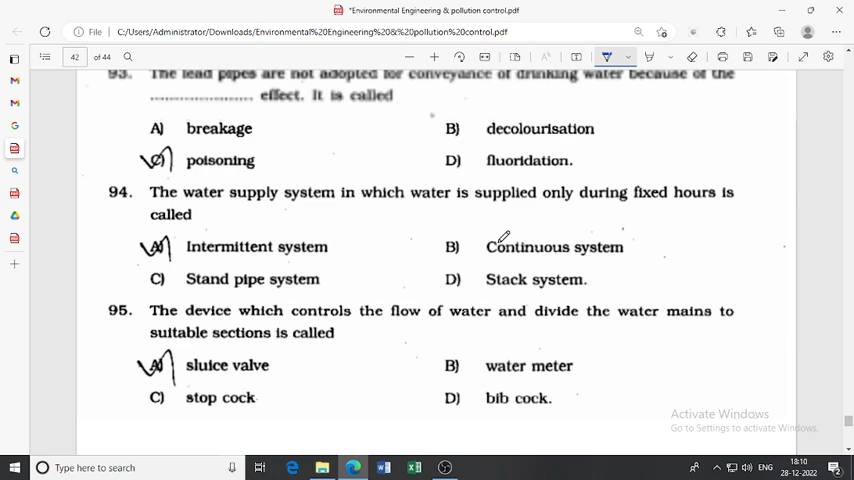 *Environmental Engineering & pollution control.pdf
File | C:/Users/Administrator/Downloads/Environmental%20Engineering%20&%20pollution%20control.pdf
42 of 44
93. The lead pipes are not adopted for conveyance of drinking water because of the
........................ effect. It is called
A) breakage B) decolourisation
C) poisoning D) fluoridation.
94. The water supply system in which water is supplied only during fixed hours is
called
A) Intermittent system B) Continuous system
C) Stand pipe system D) Stack system.
95. The device which controls the flow of water and divide the water mains to
suitable sections is called
A) sluice valve B) water meter
C) stop cock D) bib cock.
Activate Windows
Go to Settings to activate Windows.
Type here to search
ENG
18:10
28-12-2022
2